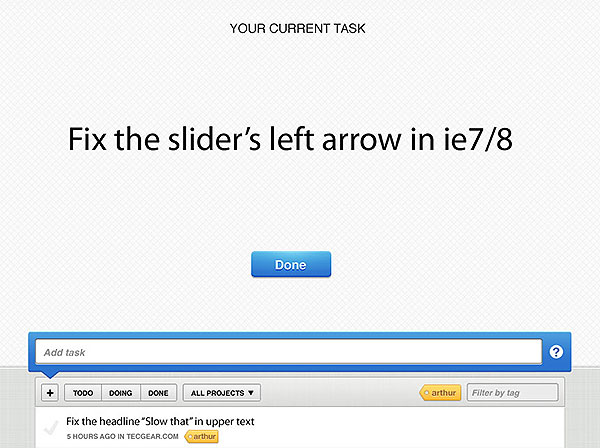 YOUR CURRENT TASK
Fix the slider’s left arrow in ie7/8
Done
Add task ?
+ TODO DOING DONE ALL PROJECTS ▼ arthur Filter by tag
Fix the headline “Slow that” in upper text
5 HOURS AGO IN TECGEAR.COM arthur